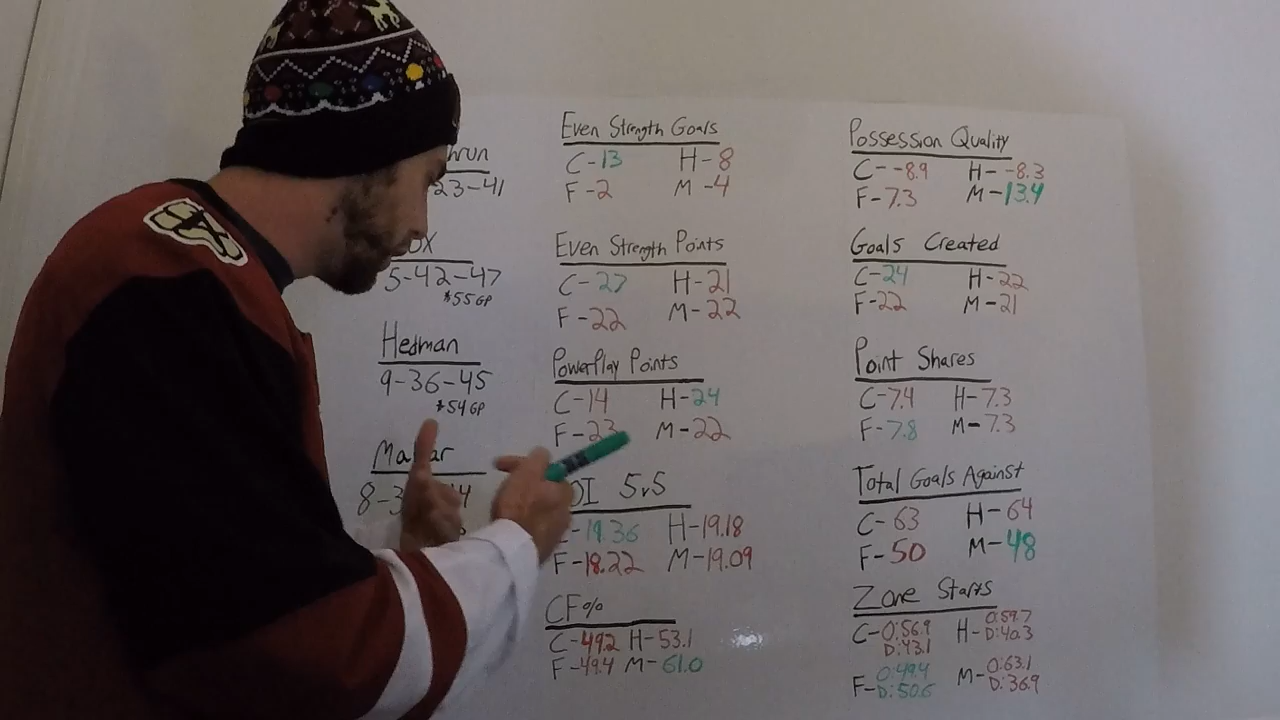 23-41
5-42-47
*55GP
Hedman
9-36-45
*54GP
8-3
Even Strength Goals
C-13 H-8
F-2 M-4
Even Strength Points
C-27 H-21
F-22 M-22
Powerplay Points
C-14 H-24
F-23 M-22
5v5
C-19.36 H-19.18
F-18.22 M-19.09
CF%
C-49.2 H-53.1
F-49.4 M-61.0
Possession Quality
C- -8.9 H- -8.3
F-7.3 M-13.4
Goals Created
C-24 H-22
F-22 M-21
Point Shares
C-7.4 H-7.3
F-7.8 M-7.3
Total Goals Against
C-63 H-64
F-50 M-48
Zone Starts
C-O:56.9 H-O:59.7
D:43.1 D:40.3
F-O:49.4 M-O:63.1
D:50.6 D:36.9